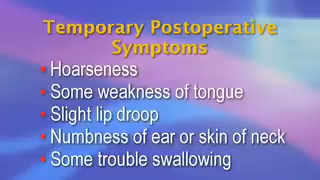 Temporary Postoperative
Symptoms
• Hoarseness
• Some weakness of tongue
• Slight lip droop
• Numbness of ear or skin of neck
• Some trouble swallowing